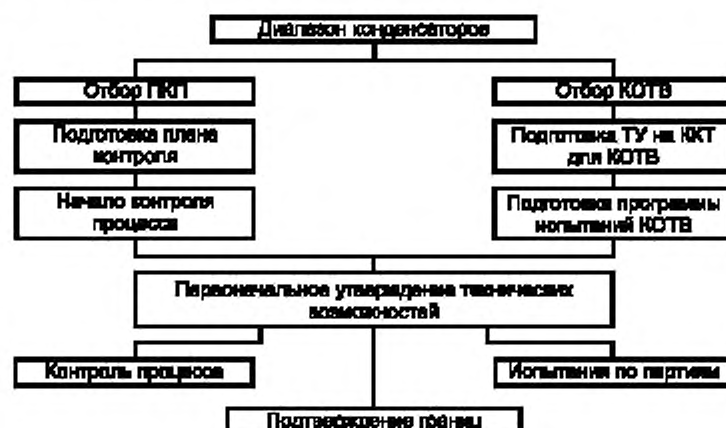 Диапазон конденсаторов
Отбор ПКП
Отбор КОТВ
Подготовка плана
контроля
Подготовка ТУ на ККТ
для КОТВ
Начало контроля
процесса
Подготовка программы
испытаний КОТВ
Первоначальное утверждение технических
возможностей
Контроль процесса
Испытания по партиям
Подтверждение границ